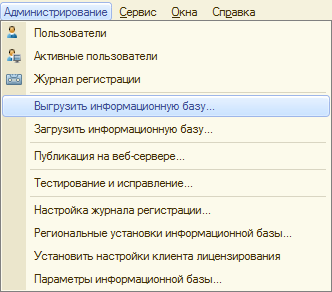 Администрирование Сервис Окна Справка
Пользователи
Активные пользователи
Журнал регистрации
Выгрузить информационную базу...
Загрузить информационную базу...
Публикация на веб-сервере...
Тестирование и исправление...
Настройка журнала регистрации...
Региональные установки информационной базы...
Установить настройки клиента лицензирования
Параметры информационной базы...